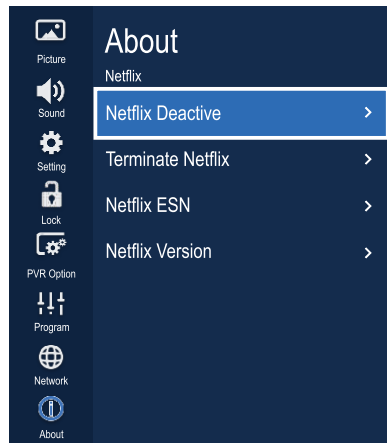 Picture
Sound
Setting
Lock
PVR Option
Program
Network
About
About
Netflix
Netflix Deactive
Terminate Netflix
Netflix ESN
Netflix Version